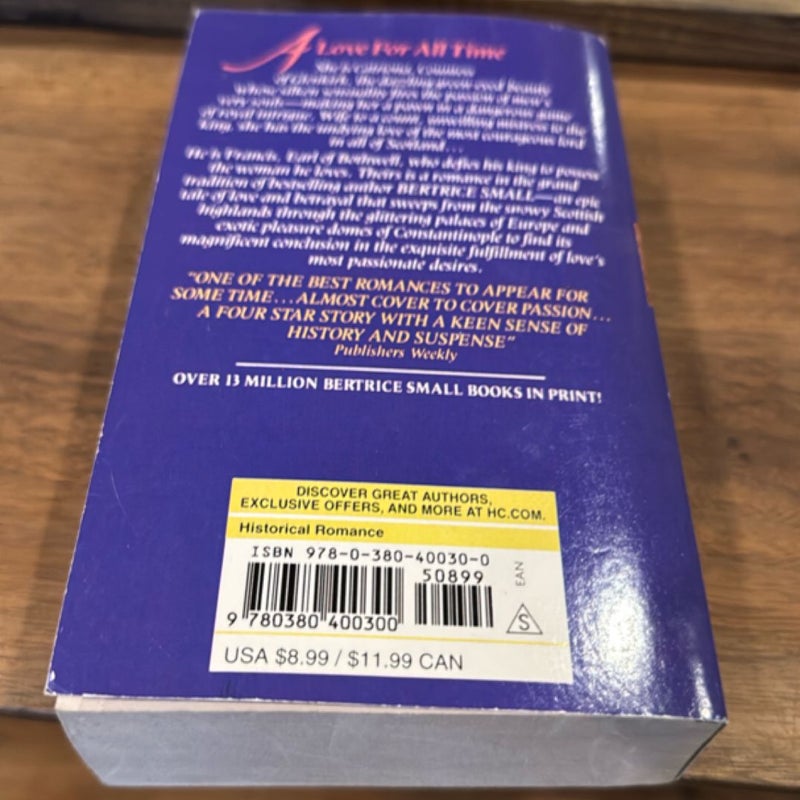 A Love For All Time
She is Catriona, Countess
of Glenkirk, the dazzling green-eyed beauty
whose sensuality fires the passion of men's
very souls—making her a pawn in a dangerous game
of royal intrigue. Wife to a count, unwilling mistress to the
king, she has the undying love of the most courageous lord
in all of Scotland...
He is Francis, Earl of Bothwell, who defies his king to possess
the woman he loves. Theirs is a romance in the grand
tradition of bestselling author BERTRICE SMALL—an epic
tale of love and betrayal that sweeps from the snowy Scottish
highlands through the glittering palaces of Europe and
exotic pleasure domes of Constantinople to find its
magnificent conclusion in the exquisite fulfillment of love's
most passionate desires.
"ONE OF THE BEST ROMANCES TO APPEAR FOR
SOME TIME...ALMOST COVER TO COVER PASSION...
A FOUR STAR STORY WITH A KEEN SENSE OF
HISTORY AND SUSPENSE"
Publishers Weekly
OVER 13 MILLION BERTRICE SMALL BOOKS IN PRINT!
DISCOVER GREAT AUTHORS,
EXCLUSIVE OFFERS, AND MORE AT HC.COM.
Historical Romance
ISBN 978-0-380-40030-0
50899
EAN
9 780380 400300
S
USA $8.99 / $11.99 CAN